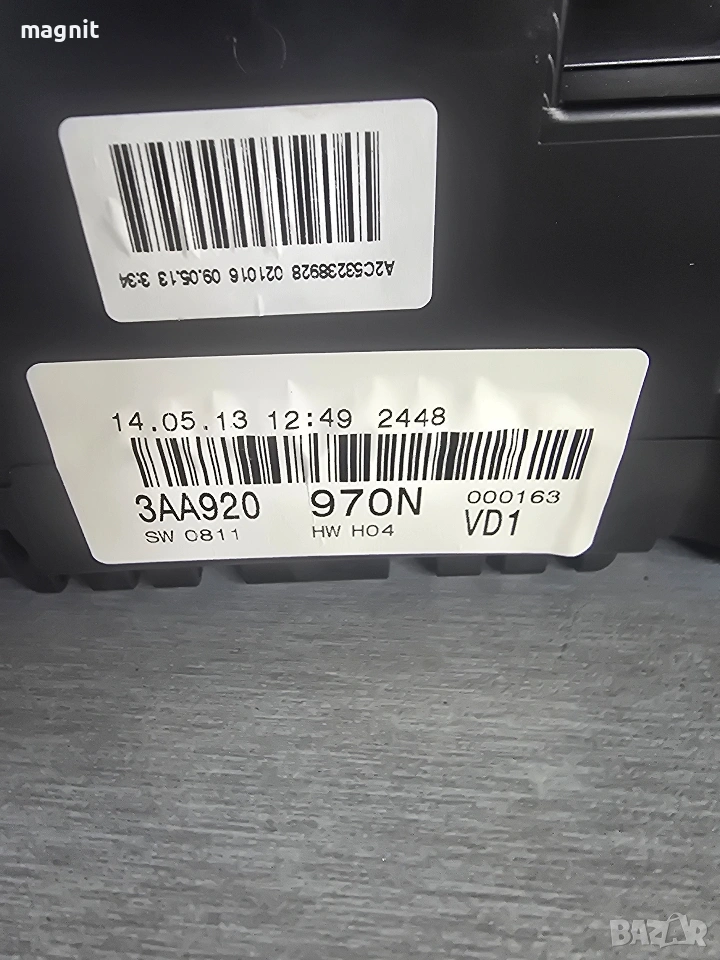 magnit
A2C53238928 021016 09.05.13 3:34
14.05.13 12:49 2448
3AA920 970N 000163
SW 0811 HW H04 VD1
BAZAR